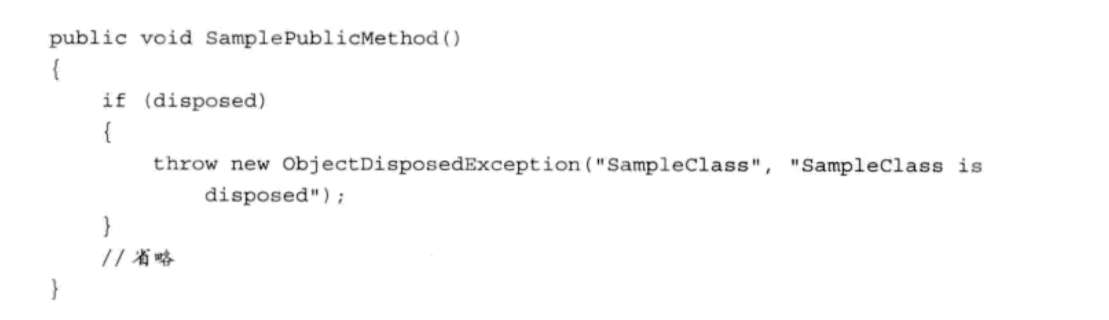 public void SamplePublicMethod()
{
    if (disposed)
    {
        throw new ObjectDisposedException("SampleClass", "SampleClass is
            disposed");
    }
    //省略
}